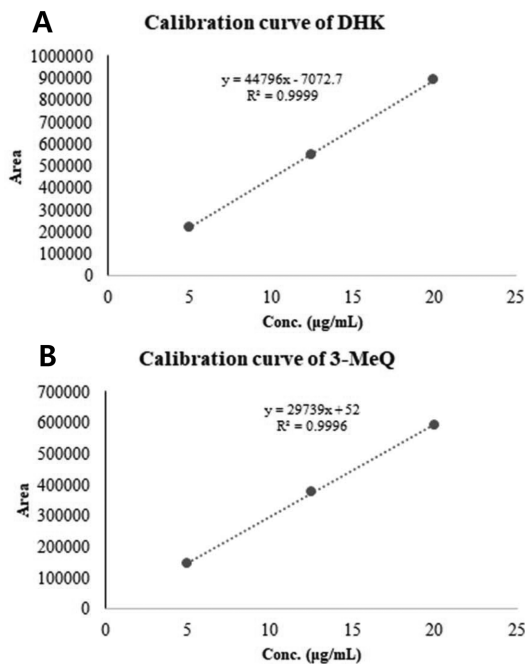 A
Calibration curve of DHK
1000000
900000
800000
700000
600000
500000
400000
300000
200000
100000
0
Area
y = 44796x - 7072.7
R² = 0.9999
0 5 10 15 20 25
Conc. (µg/mL)
B
Calibration curve of 3-MeQ
700000
600000
500000
400000
300000
200000
100000
0
Area
y = 29739x + 52
R² = 0.9996
0 5 10 15 20 25
Conc. (µg/mL)